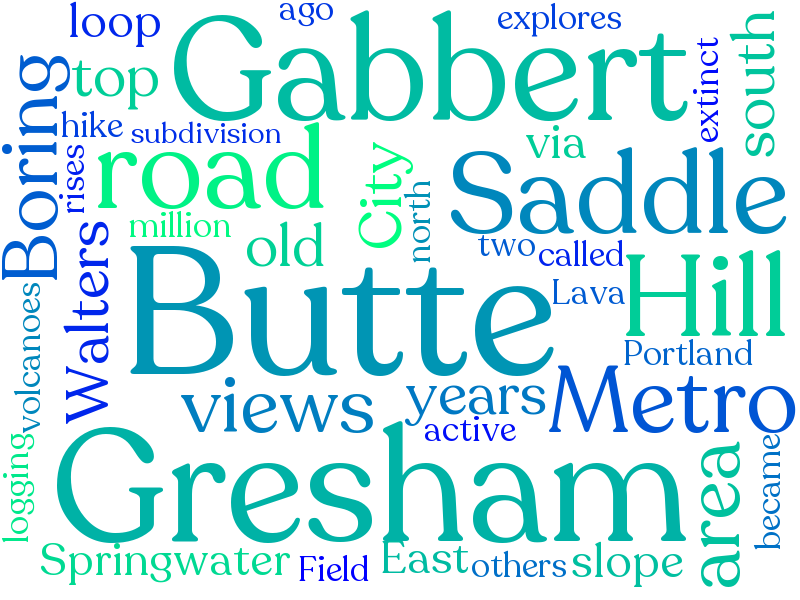 loop
ago
explores
Gabbert
top
Boring
hike
subdivision
extinct
south
via
rises
road
City
Saddle
million
old
north
two
called
Walters
Butte
Lava
Hill
volcanoes
Portland
views
years
Metro
active
logging
Gresham
area
became
Springwater
Field
East
others
slope